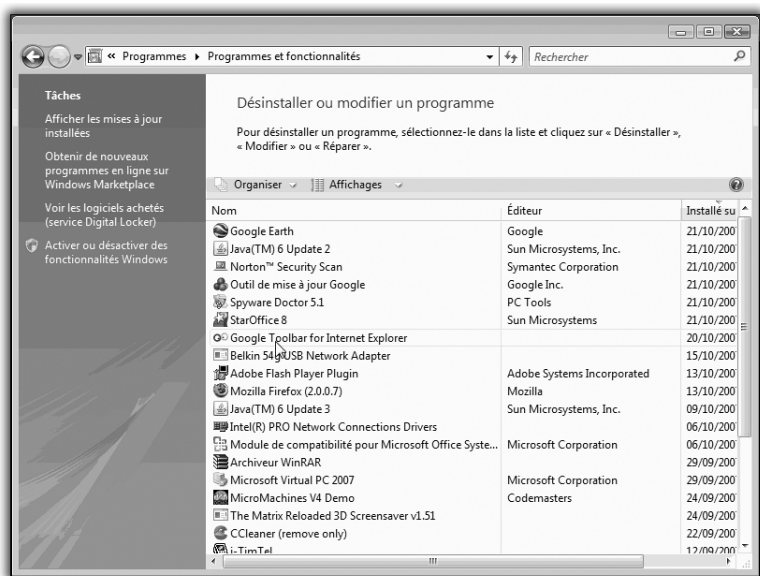 « Programmes ▸ Programmes et fonctionnalités
Rechercher
Tâches
Afficher les mises à jour
installées
Obtenir de nouveaux
programmes en ligne sur
Windows Marketplace
Voir les logiciels achetés
(service Digital Locker)
Activer ou désactiver des
fonctionnalités Windows
Désinstaller ou modifier un programme
Pour désinstaller un programme, sélectionnez-le dans la liste et cliquez sur « Désinstaller »,
« Modifier » ou « Réparer ».
Organiser Affichages
Nom Éditeur Installé su
Google Earth Google 21/10/200
Java(TM) 6 Update 2 Sun Microsystems, Inc. 21/10/200
Norton™ Security Scan Symantec Corporation 21/10/200
Outil de mise à jour Google Google Inc. 21/10/200
Spyware Doctor 5.1 PC Tools 21/10/200
StarOffice 8 Sun Microsystems 21/10/200
Google Toolbar for Internet Explorer 20/10/200
Belkin 54g USB Network Adapter 15/10/200
Adobe Flash Player Plugin Adobe Systems Incorporated 13/10/200
Mozilla Firefox (2.0.0.7) Mozilla 13/10/200
Java(TM) 6 Update 3 Sun Microsystems, Inc. 09/10/200
Intel(R) PRO Network Connections Drivers 06/10/200
Module de compatibilité pour Microsoft Office Syste... Microsoft Corporation 06/10/200
Archiveur WinRAR 29/09/200
Microsoft Virtual PC 2007 Microsoft Corporation 29/09/200
MicroMachines V4 Demo Codemasters 24/09/200
The Matrix Reloaded 3D Screensaver v1.51 24/09/200
CCleaner (remove only) 22/09/200
i-TimTel 12/09/200